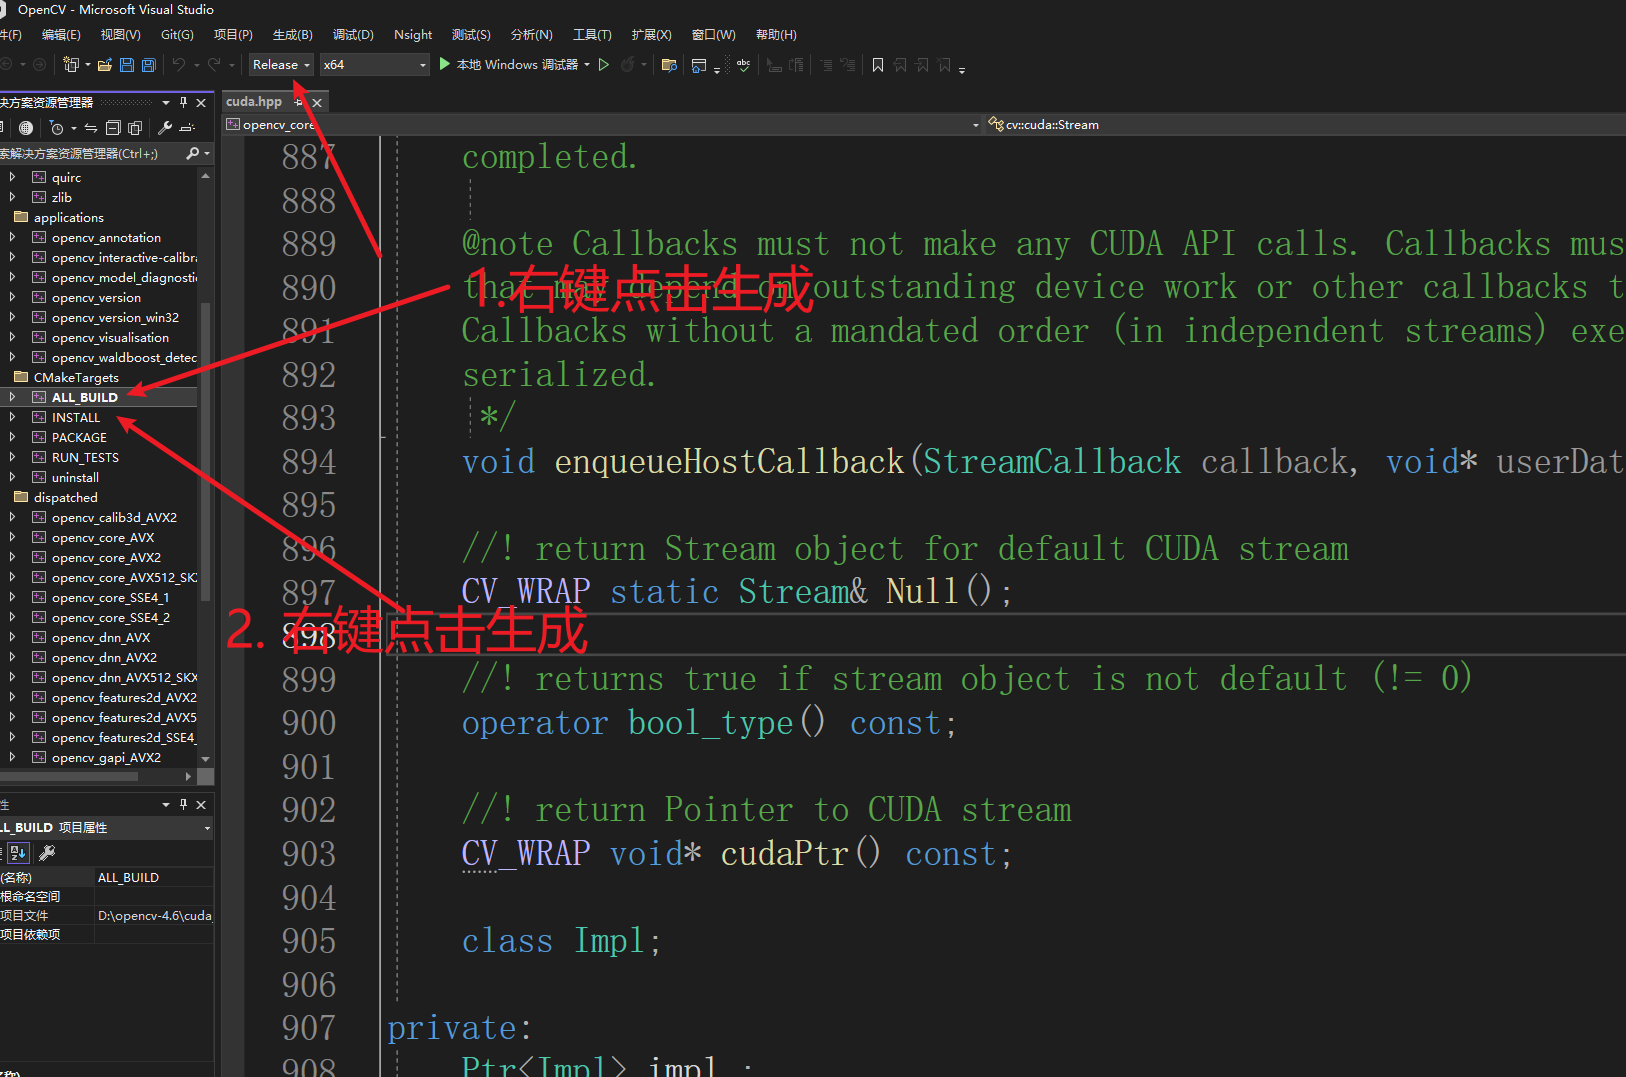 OpenCV - Microsoft Visual Studio
件(F) 编辑(E) 视图(V) Git(G) 项目(P) 生成(B) 调试(D) Nsight 测试(S) 分析(N) 工具(T) 扩展(X) 窗口(W) 帮助(H)
Release x64 本地 Windows 调试器
决方案资源管理器
索解决方案资源管理器(Ctrl+;)
quirc
zlib
applications
opencv_annotation
opencv_interactive-calibra
opencv_model_diagnosti
opencv_version
opencv_version_win32
opencv_visualisation
opencv_waldboost_detec
CMakeTargets
ALL_BUILD
INSTALL
PACKAGE
RUN_TESTS
uninstall
dispatched
opencv_calib3d_AVX2
opencv_core_AVX
opencv_core_AVX2
opencv_core_AVX512_SKX
opencv_core_SSE4_1
opencv_core_SSE4_2
opencv_dnn_AVX
opencv_dnn_AVX2
opencv_dnn_AVX512_SKX
opencv_features2d_AVX2
opencv_features2d_AVX5
opencv_features2d_SSE4_
opencv_gapi_AVX2
性
LL_BUILD 项目属性
(名称) ALL_BUILD
根命名空间
项目文件 D:\opencv-4.6\cuda_
项目依赖项
cuda.hpp
opencv_core cv::cuda::Stream
887 completed.
888
889 @note Callbacks must not make any CUDA API calls. Callbacks mus
890 that may depend on outstanding device work or other callbacks t
1.右键点击生成
891 Callbacks without a mandated order (in independent streams) exe
892 serialized.
893 */
894 void enqueueHostCallback(StreamCallback callback, void* userDat
895
896 //! return Stream object for default CUDA stream
897 CV_WRAP static Stream& Null();
898
2. 右键点击生成
899 //! returns true if stream object is not default (!= 0)
900 operator bool_type() const;
901
902 //! return Pointer to CUDA stream
903 CV_WRAP void* cudaPtr() const;
904
905 class Impl;
906
907 private:
908 Ptr<Impl> impl_;